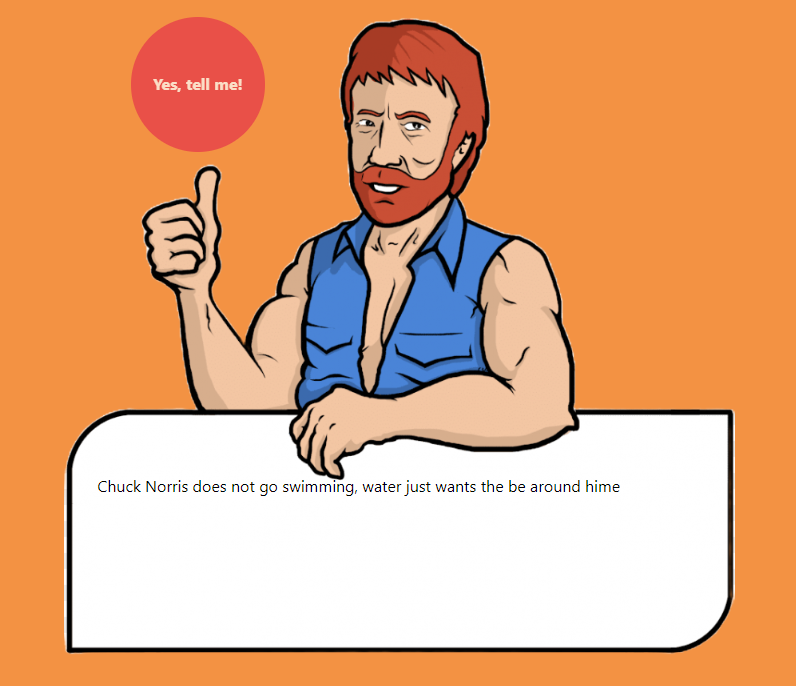 Yes, tell me!
Chuck Norris does not go swimming, water just wants the be around hime